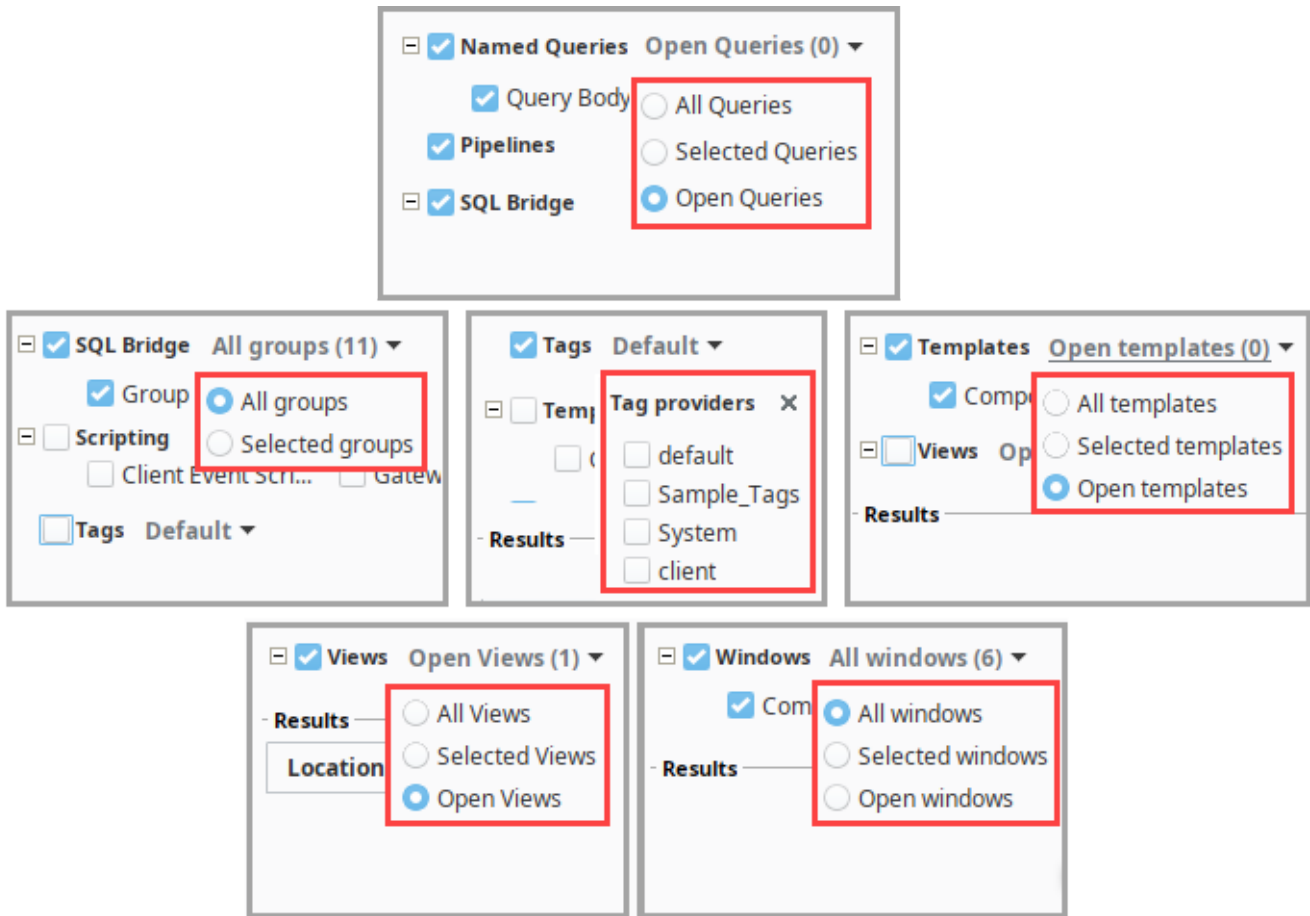 Named Queries Open Queries (0)
Query Body
All Queries
Pipelines
Selected Queries
Open Queries
SQL Bridge
SQL Bridge All groups (11)
Group
All groups
Scripting
Selected groups
Client Event Scri... Gatew
Tags Default
Tags Default
Tag providers
Temp
default
Sample_Tags
System
Results
client
Templates Open templates (0)
Compo
All templates
Selected templates
Views Op
Open templates
Results
Views Open Views (1)
All Views
Results
Selected Views
Location
Open Views
Windows All windows (6)
Com
All windows
Selected windows
Results
Open windows